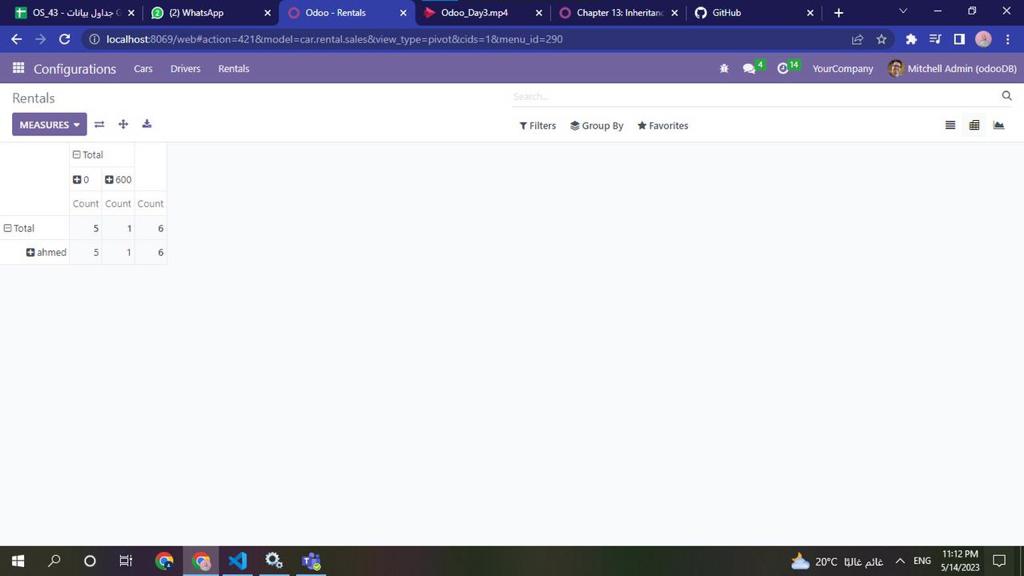 OS_43 - جداول بيانات G
(2) WhatsApp
Odoo - Rentals
Odoo_Day3.mp4
Chapter 13: Inheritanc
GitHub
localhost:8069/web#action=421&model=car.rental.sales&view_type=pivot&cids=1&menu_id=290
Configurations Cars Drivers Rentals 4 14 YourCompany Mitchell Admin (odooDB)
Rentals
Search...
MEASURES
Filters Group By Favorites
Total
0 600
Count Count Count
Total 5 1 6
ahmed 5 1 6
20°C غائم غالبًا
ENG
11:12 PM
5/14/2023